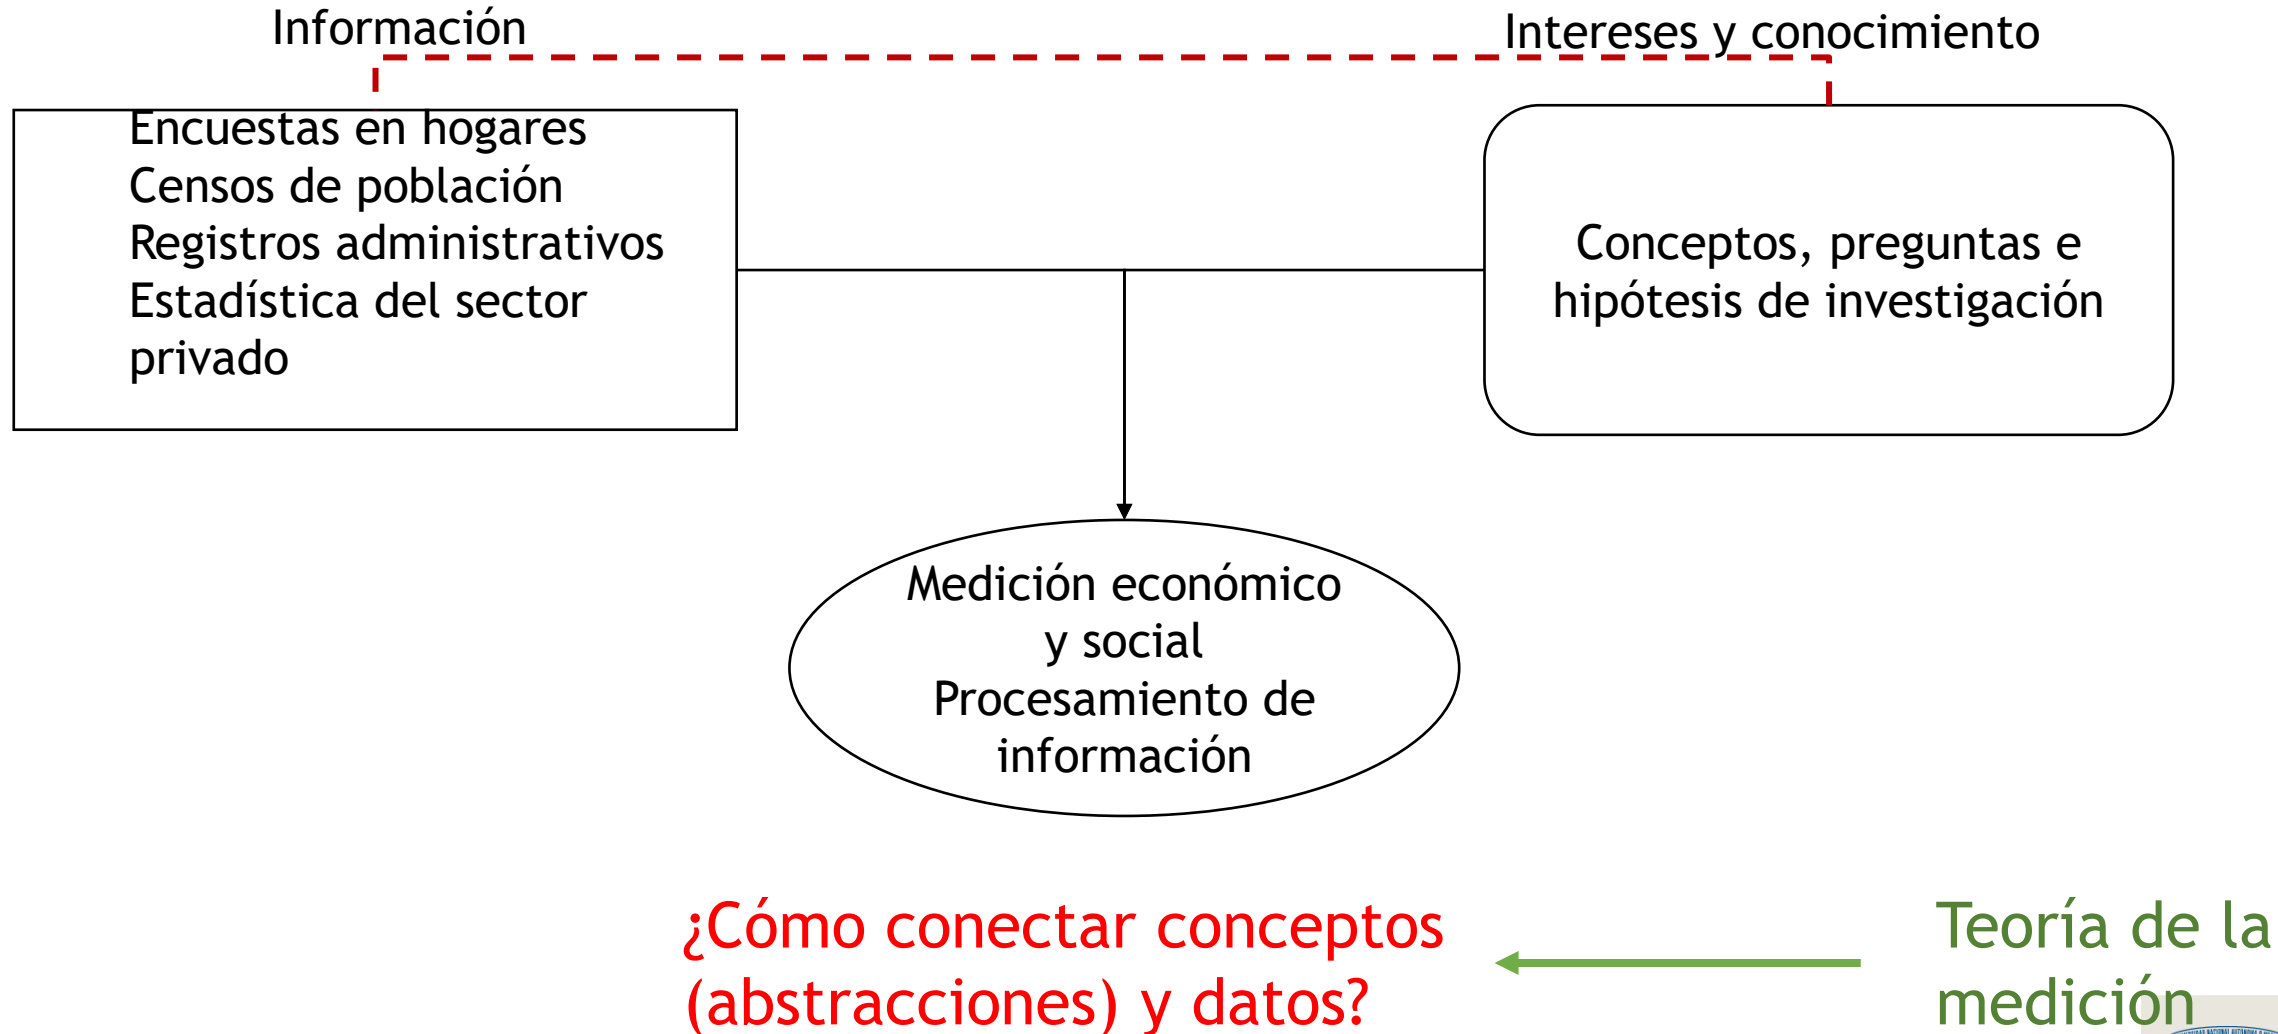 Información
Intereses y conocimiento
Encuestas en hogares
Censos de población
Registros administrativos
Estadística del sector
privado
Conceptos, preguntas e
hipótesis de investigación
Medición económico
y social
Procesamiento de
información
¿Cómo conectar conceptos
(abstracciones) y datos?
Teoría de la
medición